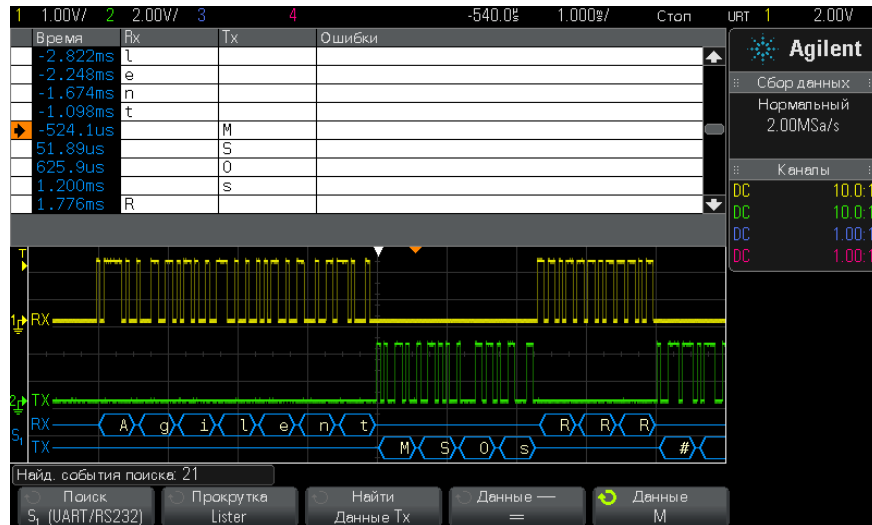 1 1.00V/ 2 2.00V/ 3 4 -540.0µs 1.000ms/ Стоп URT 1 2.00V
Время Rx Tx Ошибки
-2.822ms l
-2.248ms e
-1.674ms n
-1.098ms t
-524.1us M
51.89us S
625.9us O
1.200ms s
1.776ms R
Agilent
Сбор данных
Нормальный
2.00MSa/s
Каналы
DC 10.0:1
DC 10.0:1
DC 1.00:1
DC 1.00:1
T
1 RX
2 TX
S1 RX A g i l e n t R R R
TX M S O s #
Найд. события поиска: 21
Поиск
S1 (UART/RS232)
Прокрутка
Lister
Найти
Данные Tx
Данные —
=
Данные
M